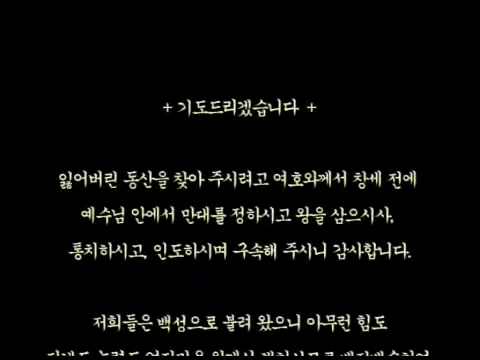 + 기도드리겠습니다 +
잃어버린 동산을 찾아 주시려고 여호와께서 창세 전에
예수님 안에서 만대를 정하시고 왕을 삼으시사,
통치하시고, 인도하시며 구속해 주시니 감사합니다.
저희들은 백성으로 불려 왔으니 아무런 힘도